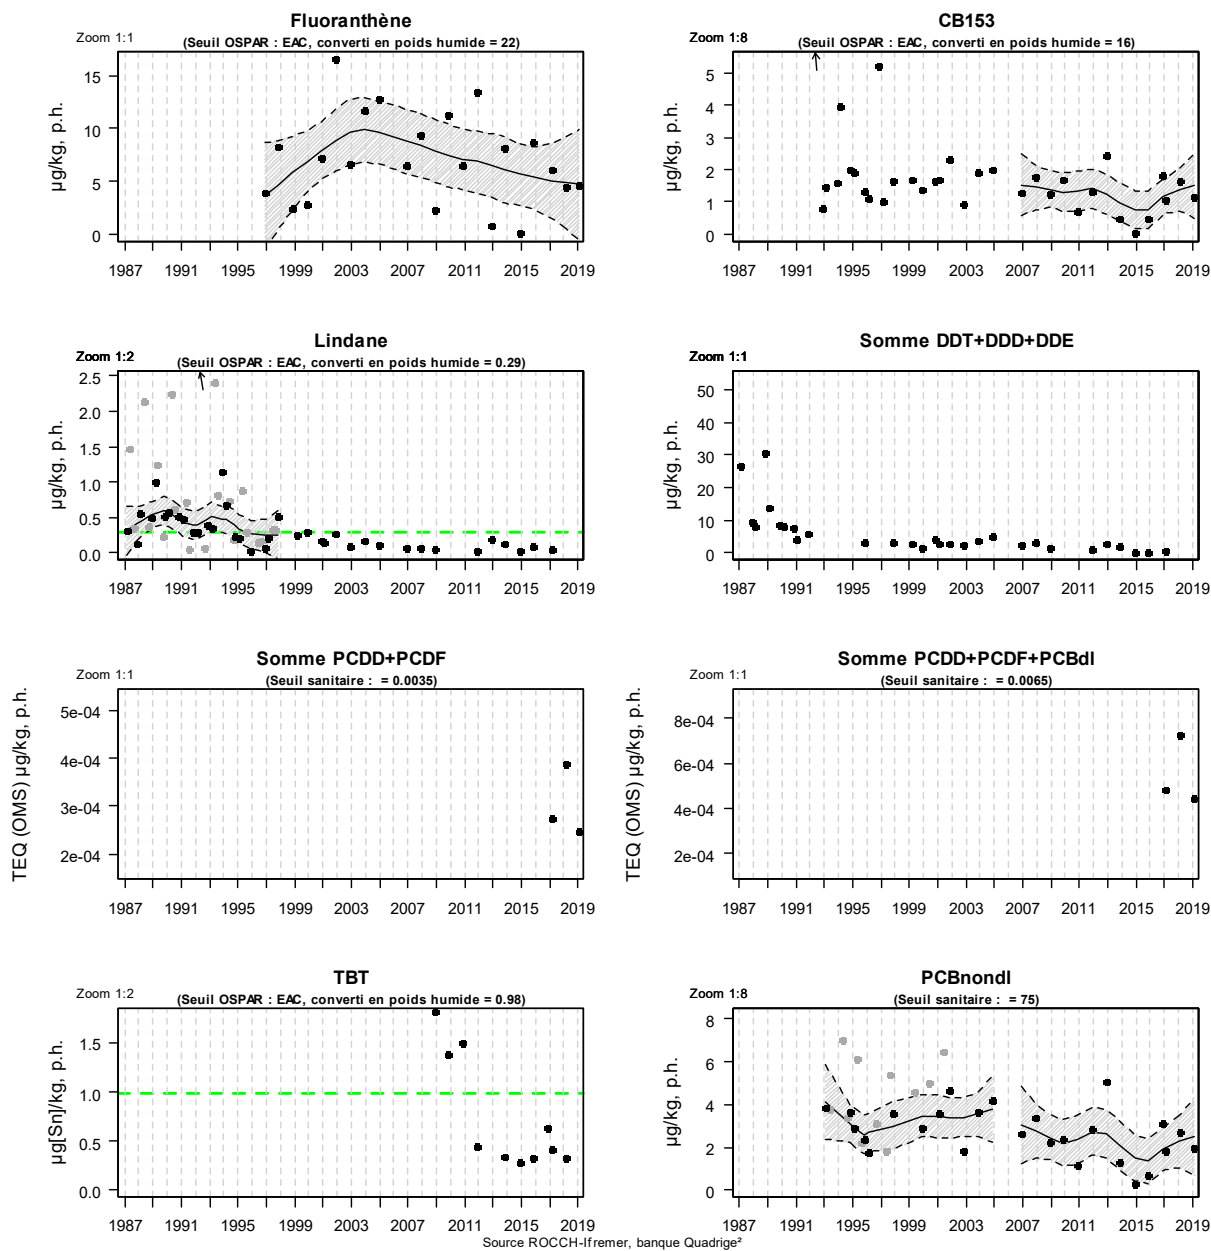 Fluoranthène
Zoom 1:1
(Seuil OSPAR : EAC, converti en poids humide = 22)
µg/kg, p.h.
15
10
5
0
1987 1991 1995 1999 2003 2007 2011 2015 2019
CB153
Zoom 1:8
(Seuil OSPAR : EAC, converti en poids humide = 16)
µg/kg, p.h.
5
4
3
2
1
0
1987 1991 1995 1999 2003 2007 2011 2015 2019
Lindane
Zoom 1:2
(Seuil OSPAR : EAC, converti en poids humide = 0.29)
µg/kg, p.h.
2.5
2.0
1.5
1.0
0.5
0.0
1987 1991 1995 1999 2003 2007 2011 2015 2019
Somme DDT+DDD+DDE
Zoom 1:1
µg/kg, p.h.
50
40
30
20
10
0
1987 1991 1995 1999 2003 2007 2011 2015 2019
Somme PCDD+PCDF
Zoom 1:1
(Seuil sanitaire : = 0.0035)
TEQ (OMS) µg/kg, p.h.
5e-04
4e-04
3e-04
2e-04
1987 1991 1995 1999 2003 2007 2011 2015 2019
Somme PCDD+PCDF+PCBdl
Zoom 1:1
(Seuil sanitaire : = 0.0065)
TEQ (OMS) µg/kg, p.h.
8e-04
6e-04
4e-04
2e-04
1987 1991 1995 1999 2003 2007 2011 2015 2019
TBT
Zoom 1:2
(Seuil OSPAR : EAC, converti en poids humide = 0.98)
µg[Sn]/kg, p.h.
1.5
1.0
0.5
0.0
1987 1991 1995 1999 2003 2007 2011 2015 2019
PCBnondl
Zoom 1:8
(Seuil sanitaire : = 75)
µg/kg, p.h.
8
6
4
2
0
1987 1991 1995 1999 2003 2007 2011 2015 2019
Source ROCCH-Ifremer, banque Quadrige²